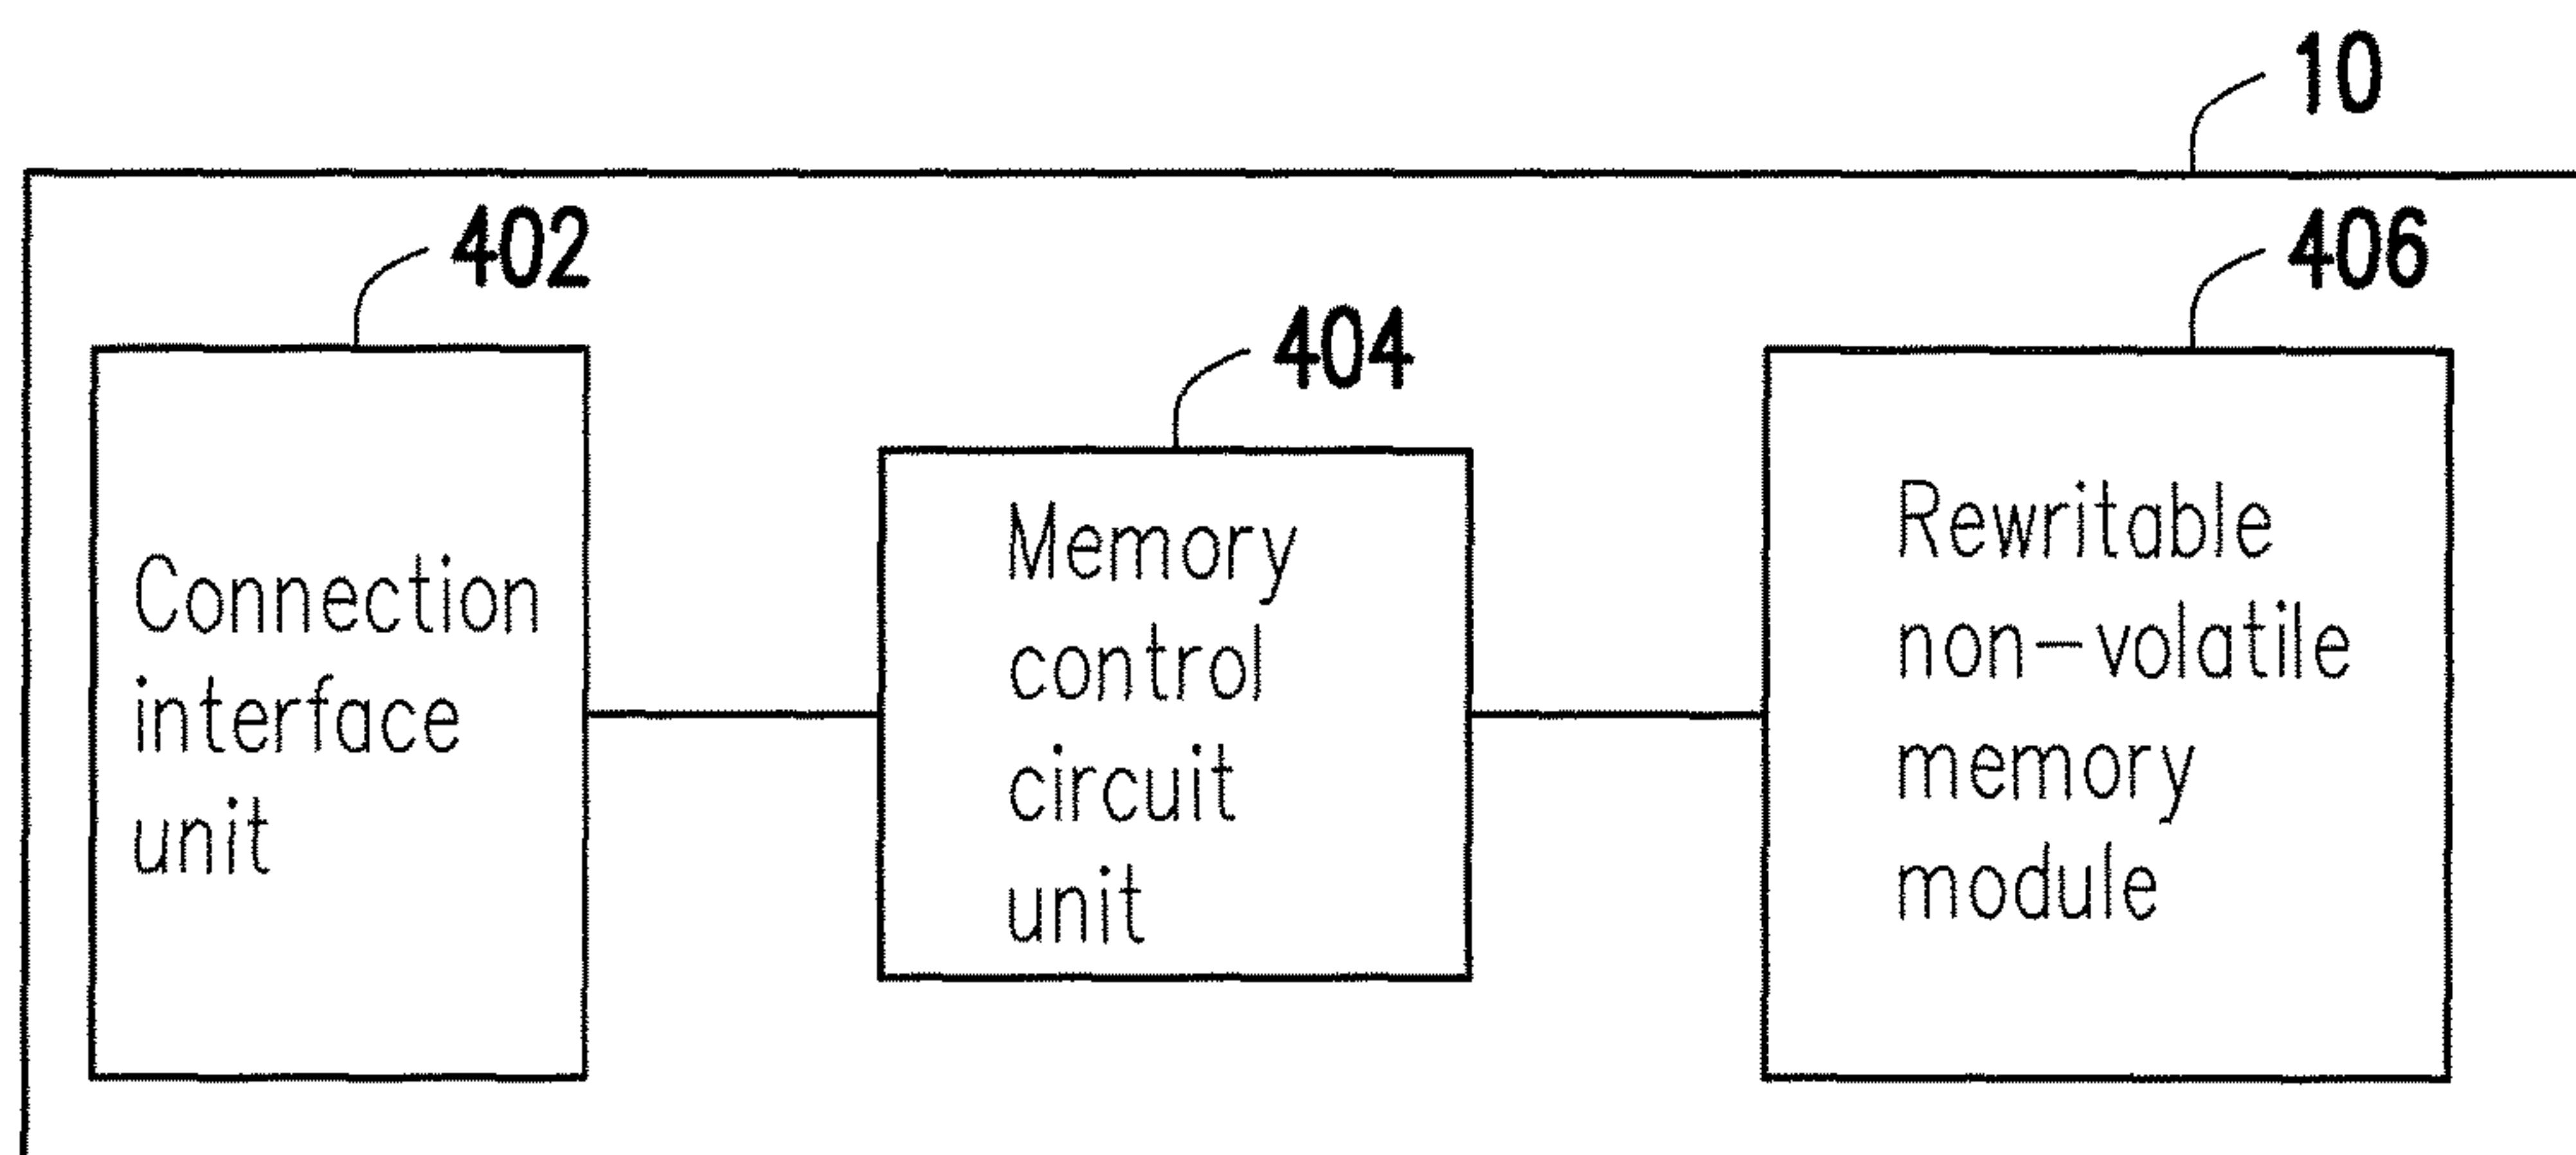 10
402
404
406
Connection
interface
unit
Memory
control
circuit
unit
Rewritable
non-volatile
memory
module